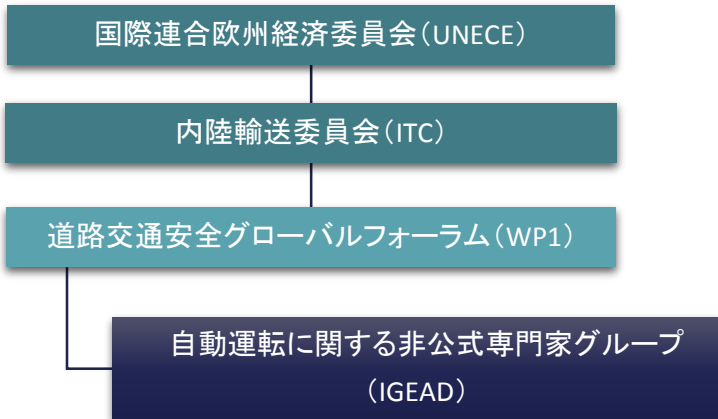 国際連合欧州経済委員会（UNECE）
内陸輸送委員会（ITC）
道路交通安全グローバルフォーラム（WP1）
自動運転に関する非公式専門家グループ
（IGEAD）